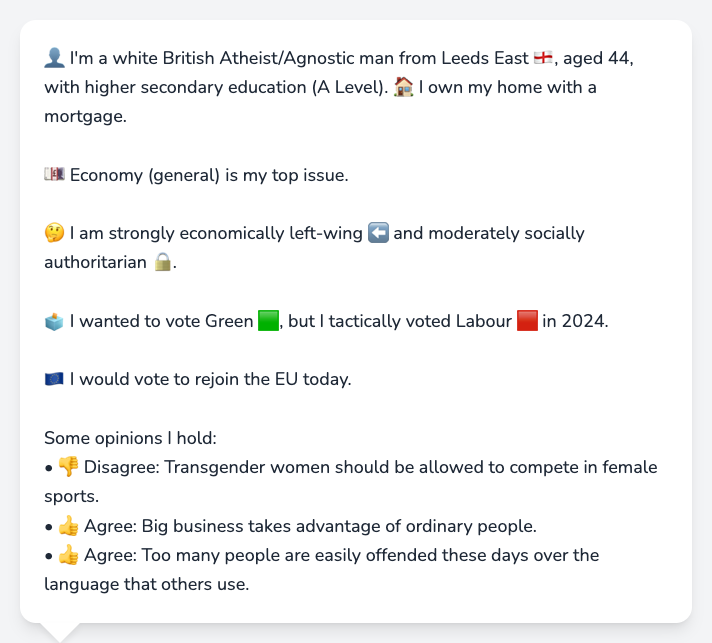 👤 I'm a white British Atheist/Agnostic man from Leeds East 🏴󠁧󠁢󠁥󠁮󠁧󠁿, aged 44,
with higher secondary education (A Level). 🏠 I own my home with a
mortgage.
💷 Economy (general) is my top issue.
🤔 I am strongly economically left-wing ⬅️ and moderately socially
authoritarian 🔒.
🗳️ I wanted to vote Green 🟩, but I tactically voted Labour 🟥 in 2024.
🇪🇺 I would vote to rejoin the EU today.
Some opinions I hold:
• 👎 Disagree: Transgender women should be allowed to compete in female
sports.
• 👍 Agree: Big business takes advantage of ordinary people.
• 👍 Agree: Too many people are easily offended these days over the
language that others use.